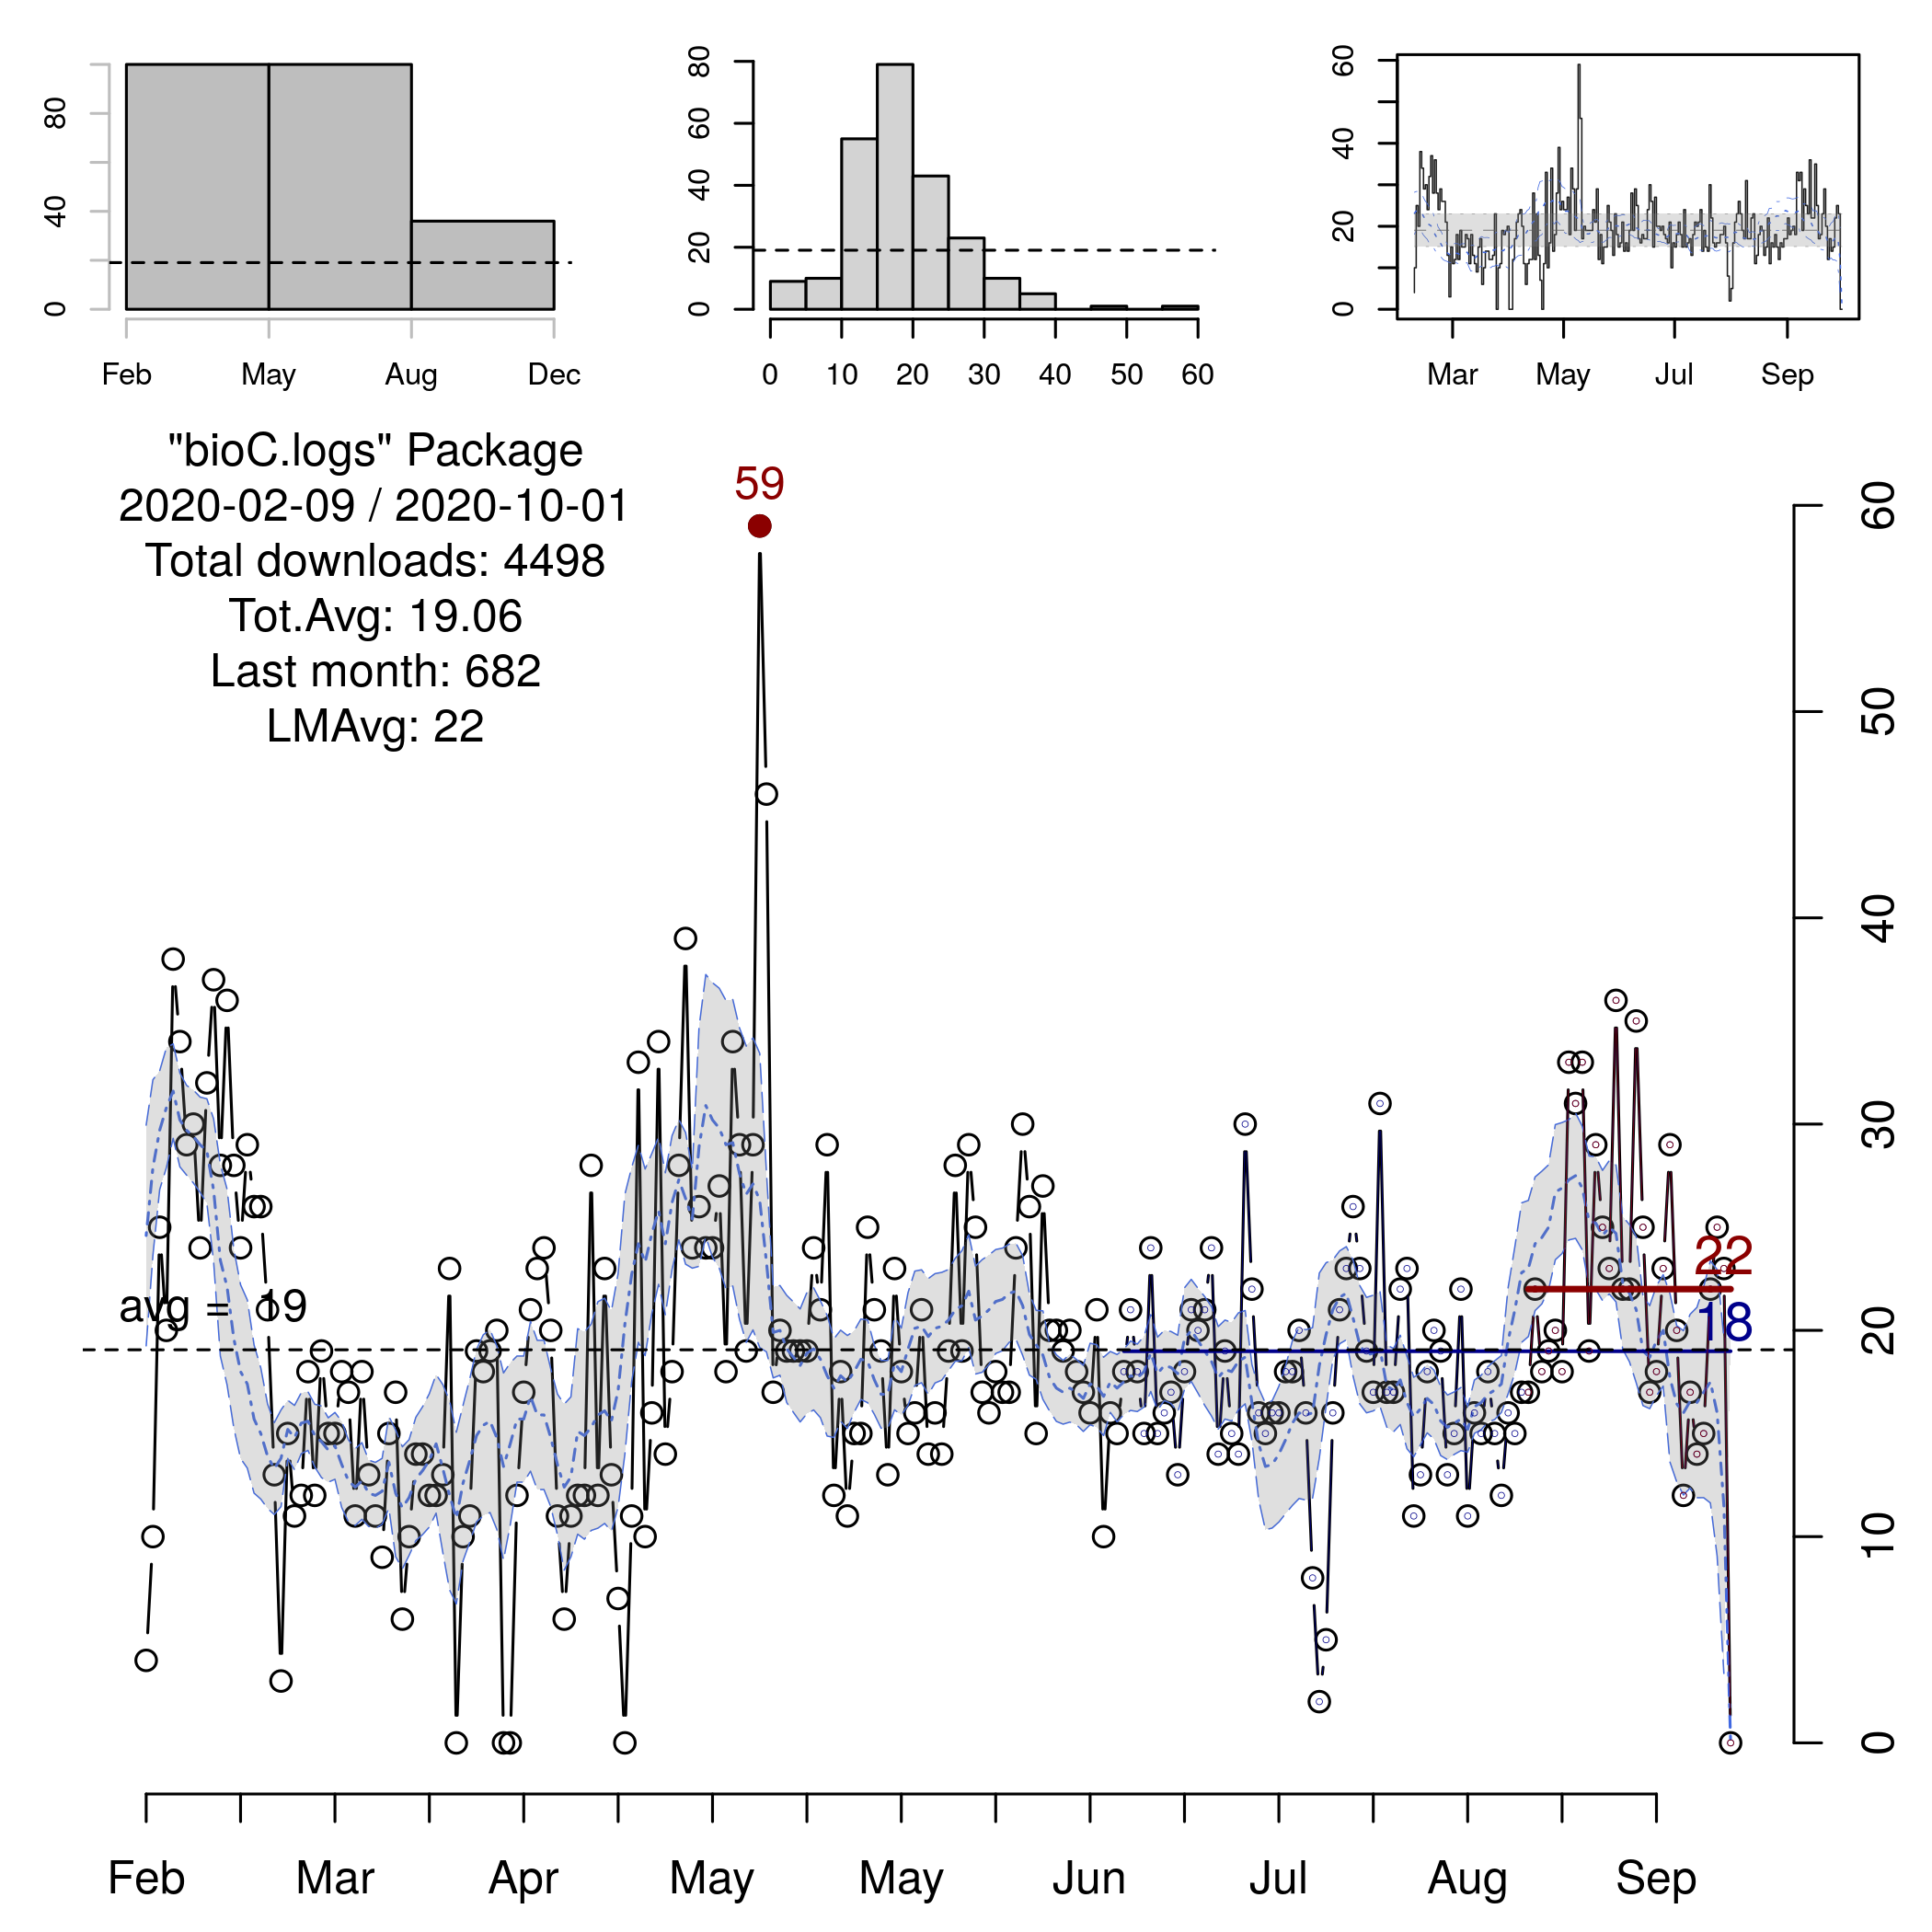 80
40
0
Feb May Aug Dec
80
60
40
20
0
0 10 20 30 40 50 60
60
40
20
0
Mar May Jul Sep
"bioC.logs" Package
2020-02-09 / 2020-10-01
Total downloads: 4498
Tot.Avg: 19.06
Last month: 682
LMAvg: 22
59
avg = 19
22
18
60
50
40
30
20
10
0
Feb Mar Apr May May Jun Jul Aug Sep